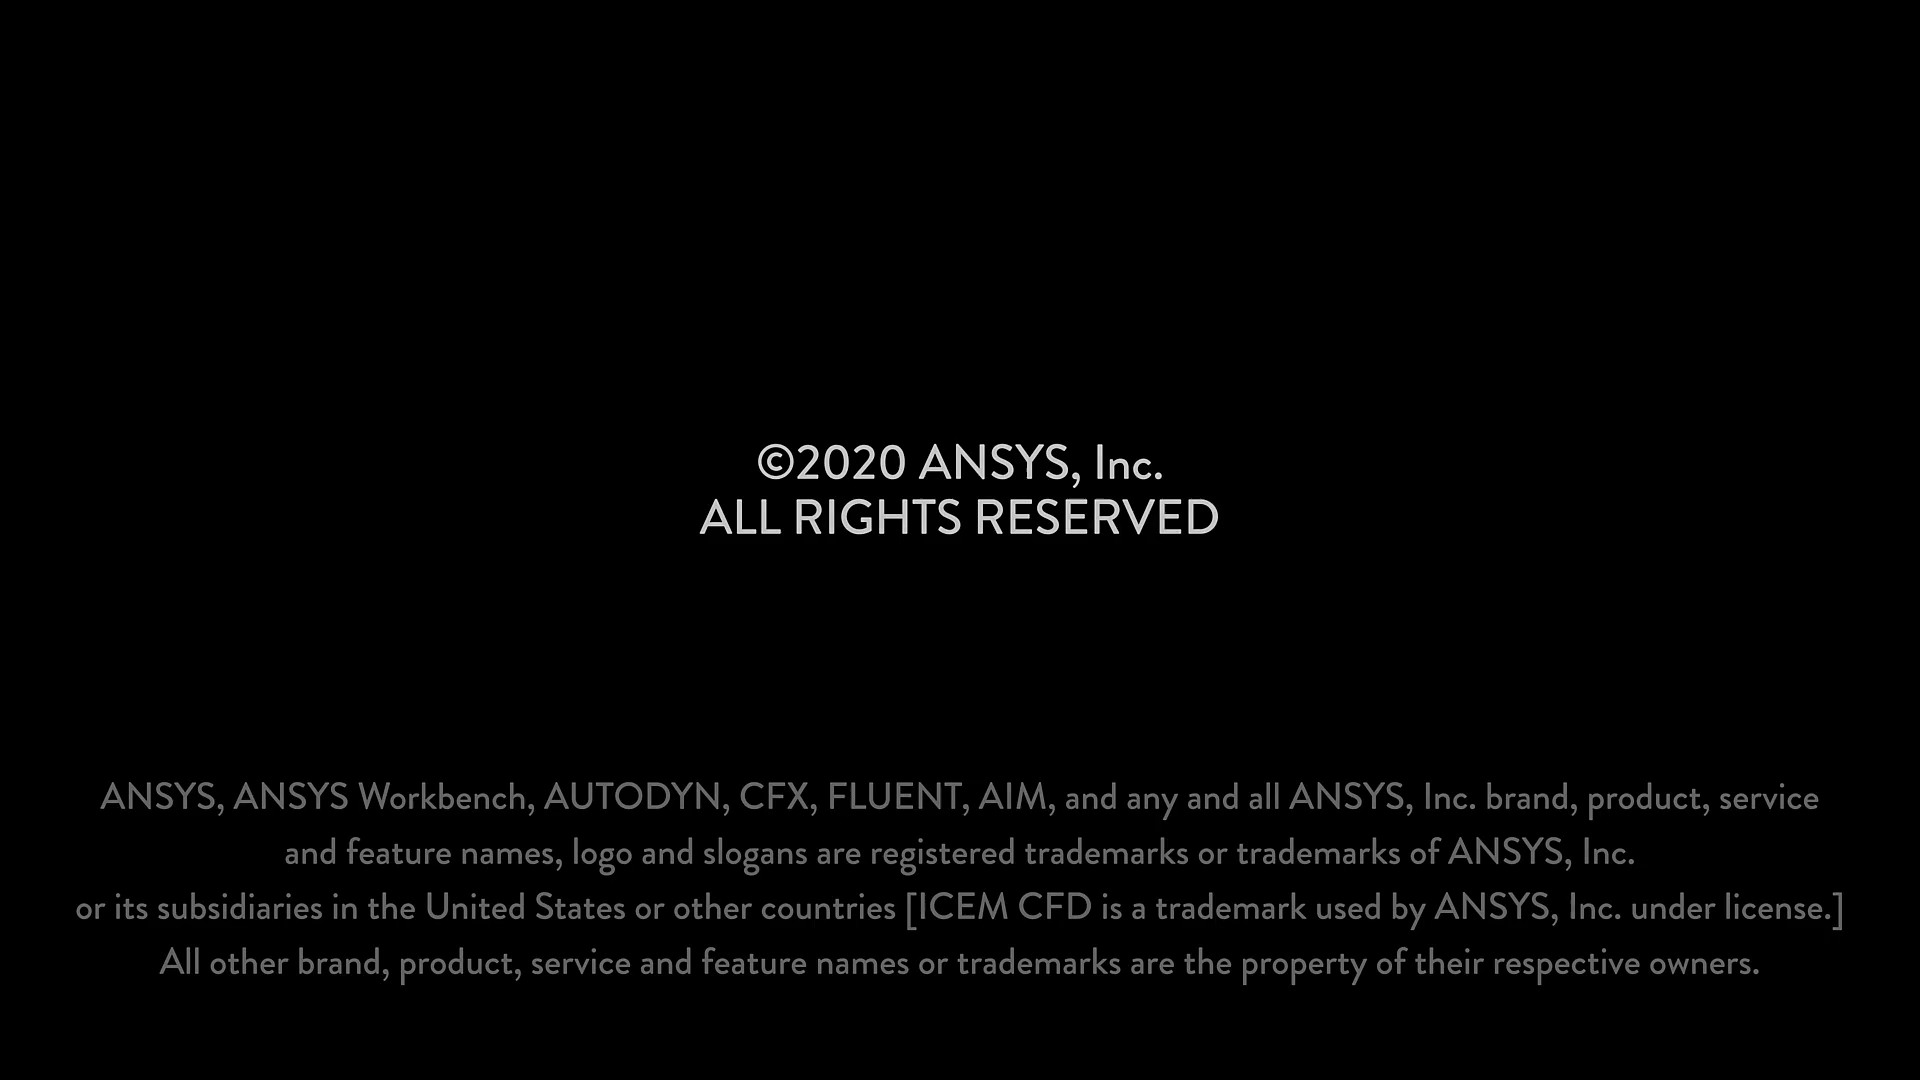 ©2020 ANSYS, Inc.
ALL RIGHTS RESERVED
ANSYS, ANSYS Workbench, AUTODYN, CFX, FLUENT, AIM, and any and all ANSYS, Inc. brand, product, service
and feature names, logo and slogans are registered trademarks or trademarks of ANSYS, Inc.
or its subsidiaries in the United States or other countries [ICEM CFD is a trademark used by ANSYS, Inc. under license.]
All other brand, product, service and feature names or trademarks are the property of their respective owners.